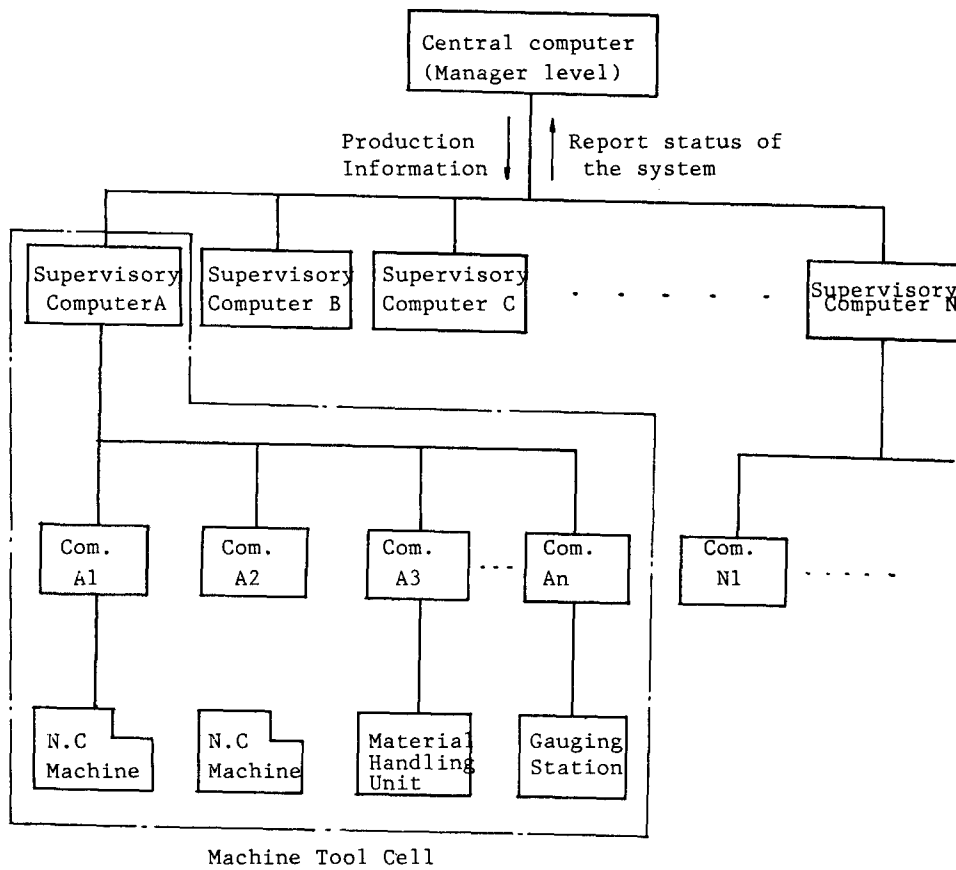 Central computer
(Manager level)
Production
Information
Report status of
the system
Supervisory
ComputerA
Supervisory
Computer B
Supervisory
Computer C
Supervisory
Computer N
Com.
A1
Com.
A2
Com.
A3
Com.
An
Com.
N1
N.C
Machine
N.C
Machine
Material
Handling
Unit
Gauging
Station
Machine Tool Cell